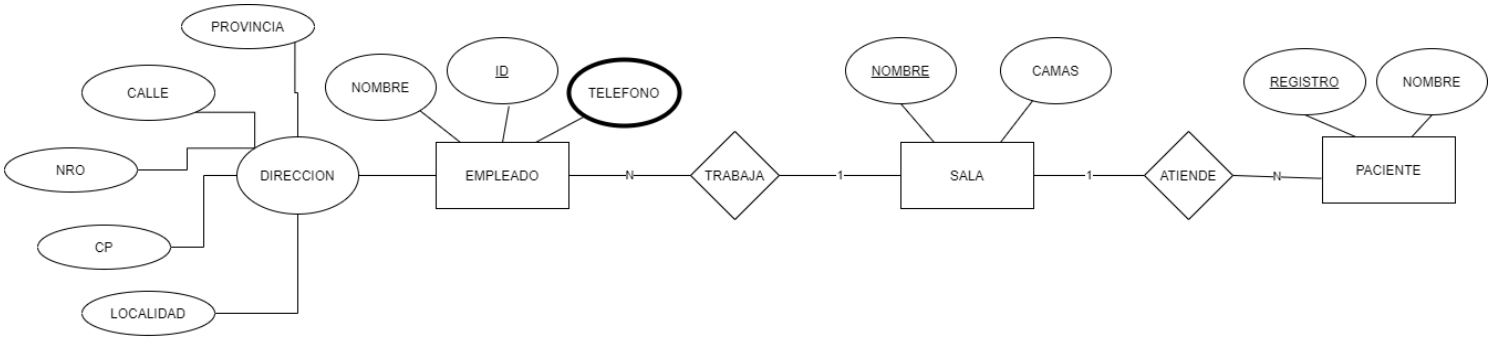 PROVINCIA
CALLE
NRO
CP
LOCALIDAD
DIRECCION
NOMBRE
ID
TELEFONO
EMPLEADO
N
TRABAJA
1
NOMBRE
CAMAS
SALA
1
ATIENDE
N
REGISTRO
NOMBRE
PACIENTE